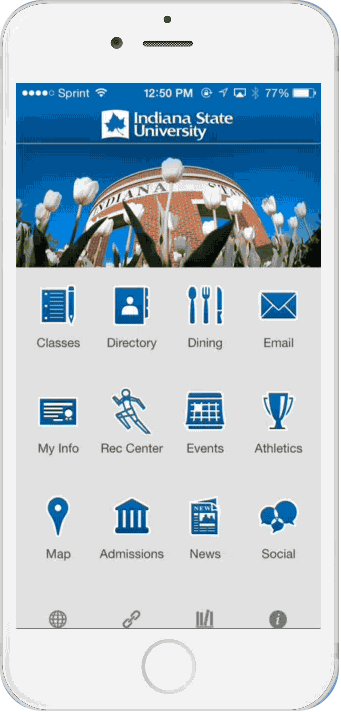 Sprint 12:50 PM 77%
Indiana State
University
INDIANA
Classes Directory Dining Email
My Info Rec Center Events Athletics
NEWS
Map Admissions News Social